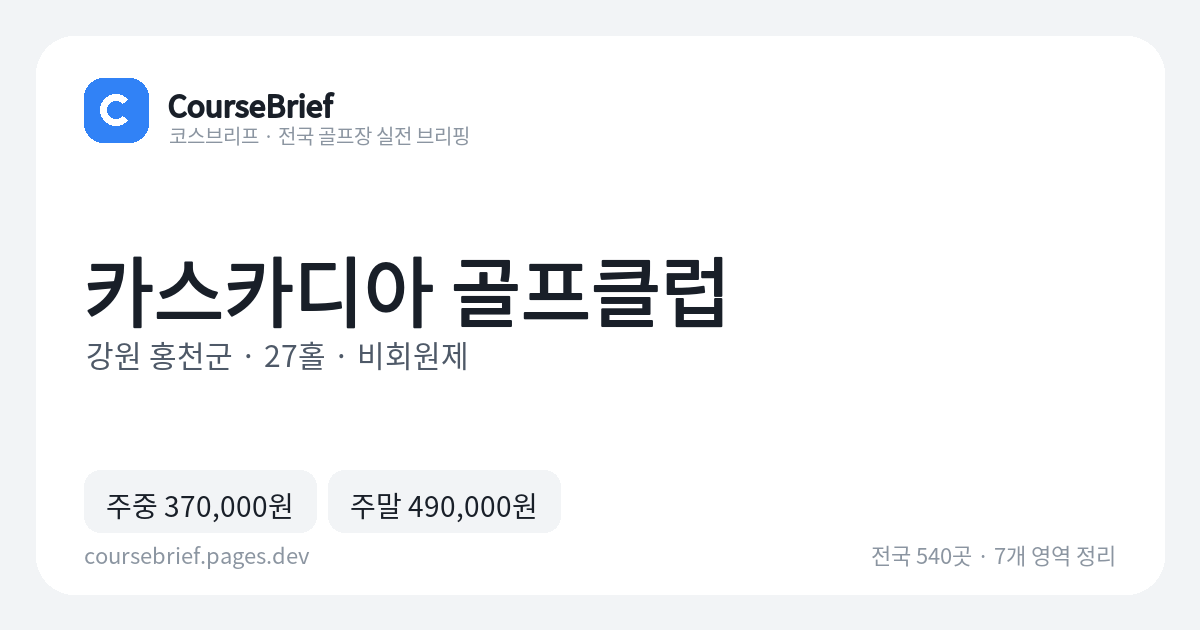 CourseBrief
코스브리프 · 전국 골프장 실전 브리핑
카스카디아 골프클럽
강원 홍천군 · 27홀 · 비회원제
주중 370,000원 주말 490,000원
coursebrief.pages.dev 전국 540곳 · 7개 영역 정리